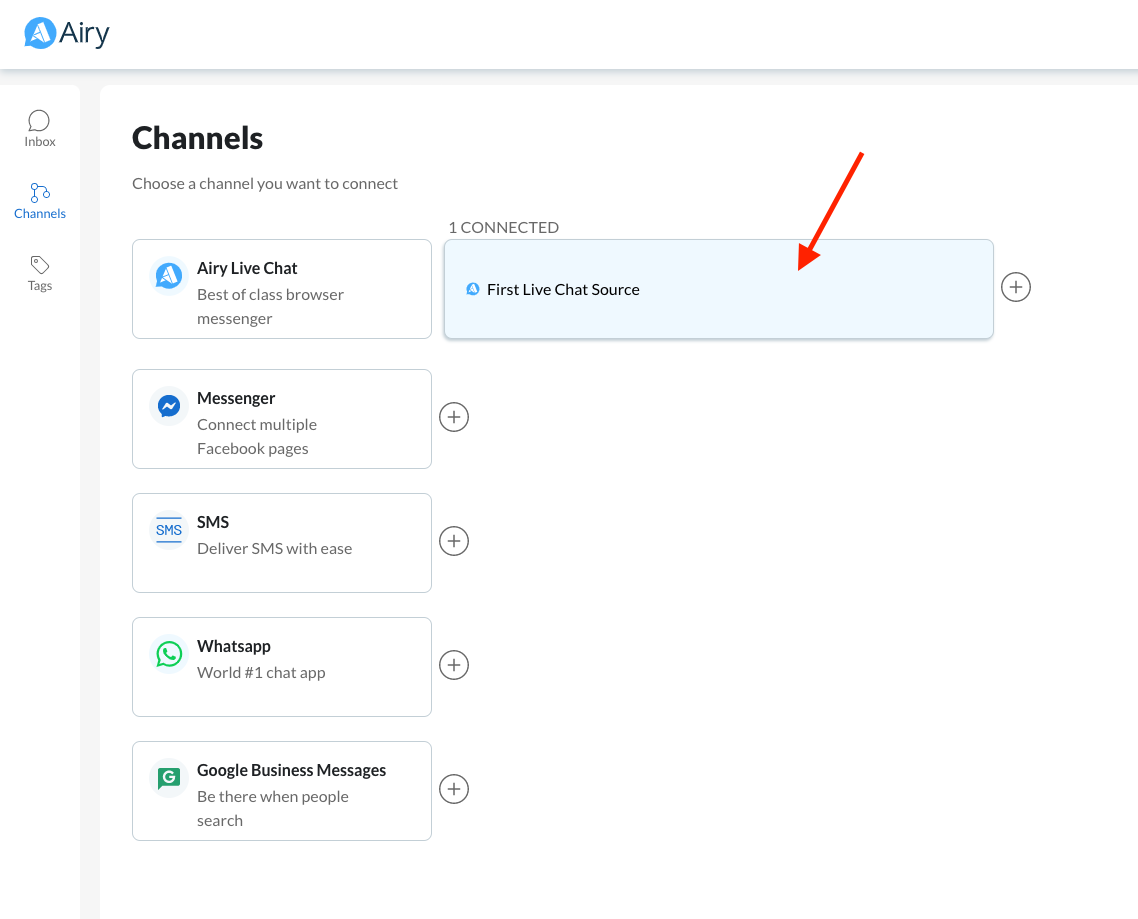 Airy
Inbox
Channels
Tags
Channels
Choose a channel you want to connect
1 CONNECTED
Airy Live Chat
Best of class browser
messenger
First Live Chat Source
Messenger
Connect multiple
Facebook pages
SMS
SMS
Deliver SMS with ease
Whatsapp
World #1 chat app
G
Google Business Messages
Be there when people
search